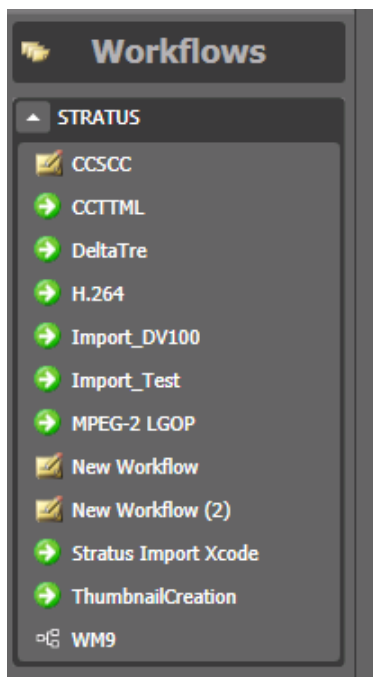 Workflows
STRATUS
CCSCC
CCTTML
DeltaTre
H.264
Import_DV100
Import_Test
MPEG-2 LGOP
New Workflow
New Workflow (2)
Stratus Import Xcode
ThumbnailCreation
WM9